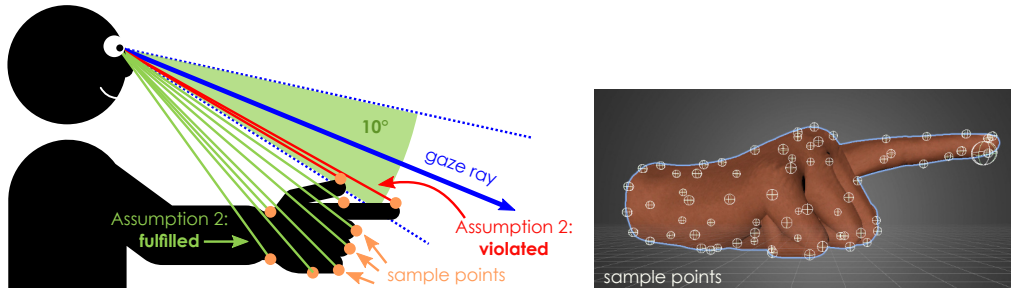 10°
gaze ray
Assumption 2:
fulfilled
Assumption 2:
violated
sample points
sample points